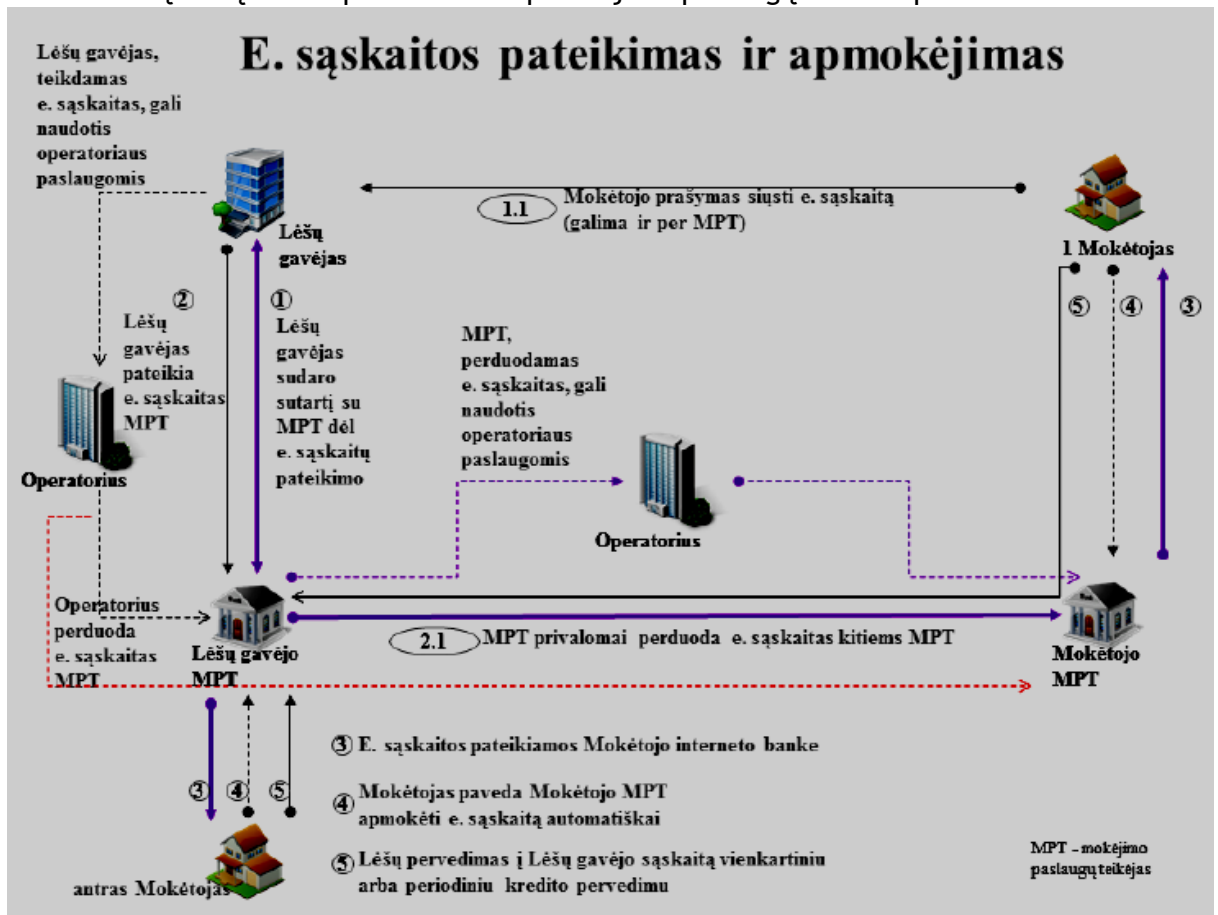 E. sąskaitos pateikimas ir apmokėjimas
Lėšų gavėjas,
teikdamas
e. sąskaitas, gali
naudotis
operatoriaus
paslaugomis
Lėšų
gavėjas
1.1
Mokėtojo prašymas siųsti e. sąskaitą
(galima ir per MPT)
1 Mokėtojas
2
Lėšų
gavėjas
pateikia
e. sąskaitas
MPT
1
Lėšų
gavėjas
sudaro
sutartį su
MPT dėl
e. sąskaitų
pateikimo
MPT,
perduodamas
e. sąskaitas, gali
naudotis
operatoriaus
paslaugomis
5
4
3
Operatorius
Operatorius
Operatorius
perduoda
e. sąskaitas
MPT
Lėšų gavėjo
MPT
2.1
MPT privalomai perduoda e. sąskaitas kitiems MPT
Mokėtojo
MPT
3
4
5
antras Mokėtojas
3 E. sąskaitos pateikiamos Mokėtojo interneto banke
4 Mokėtojas paveda Mokėtojo MPT
apmokėti e. sąskaitą automatiškai
5 Lėšų pervedimas į Lėšų gavėjo sąskaitą vienkartiniu
arba periodiniu kredito pervedimu
MPT - mokėjimo
paslaugų teikėjas